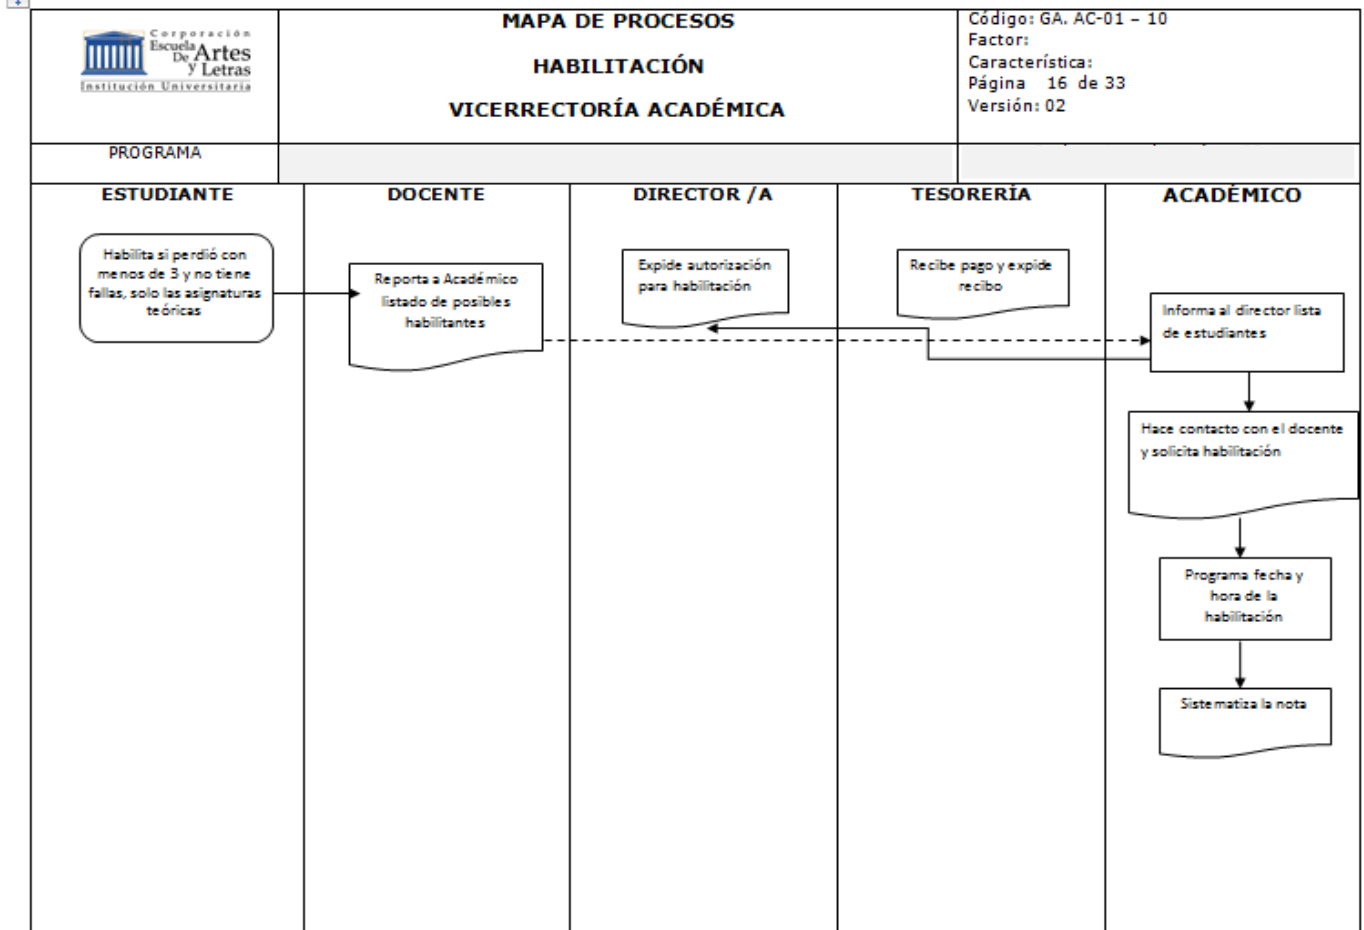 Corporación
Escuela
De Artes
y Letras
Institución Universitaria
MAPA DE PROCESOS
HABILITACIÓN
VICERRECTORÍA ACADÉMICA
Código: GA. AC-01 – 10
Factor:
Característica:
Página 16 de 33
Versión: 02
PROGRAMA
ESTUDIANTE
DOCENTE
DIRECTOR /A
TESORERÍA
ACADÉMICO
Habilita si perdió con
menos de 3 y no tiene
fallas, solo las asignaturas
teóricas
Reporta a Académico
listado de posibles
habilitantes
Expide autorización
para habilitación
Recibe pago y expide
recibo
Informa al director lista
de estudiantes
Hace contacto con el docente
y solicita habilitación
Programa fecha y
hora de la
habilitación
Sistematiza la nota